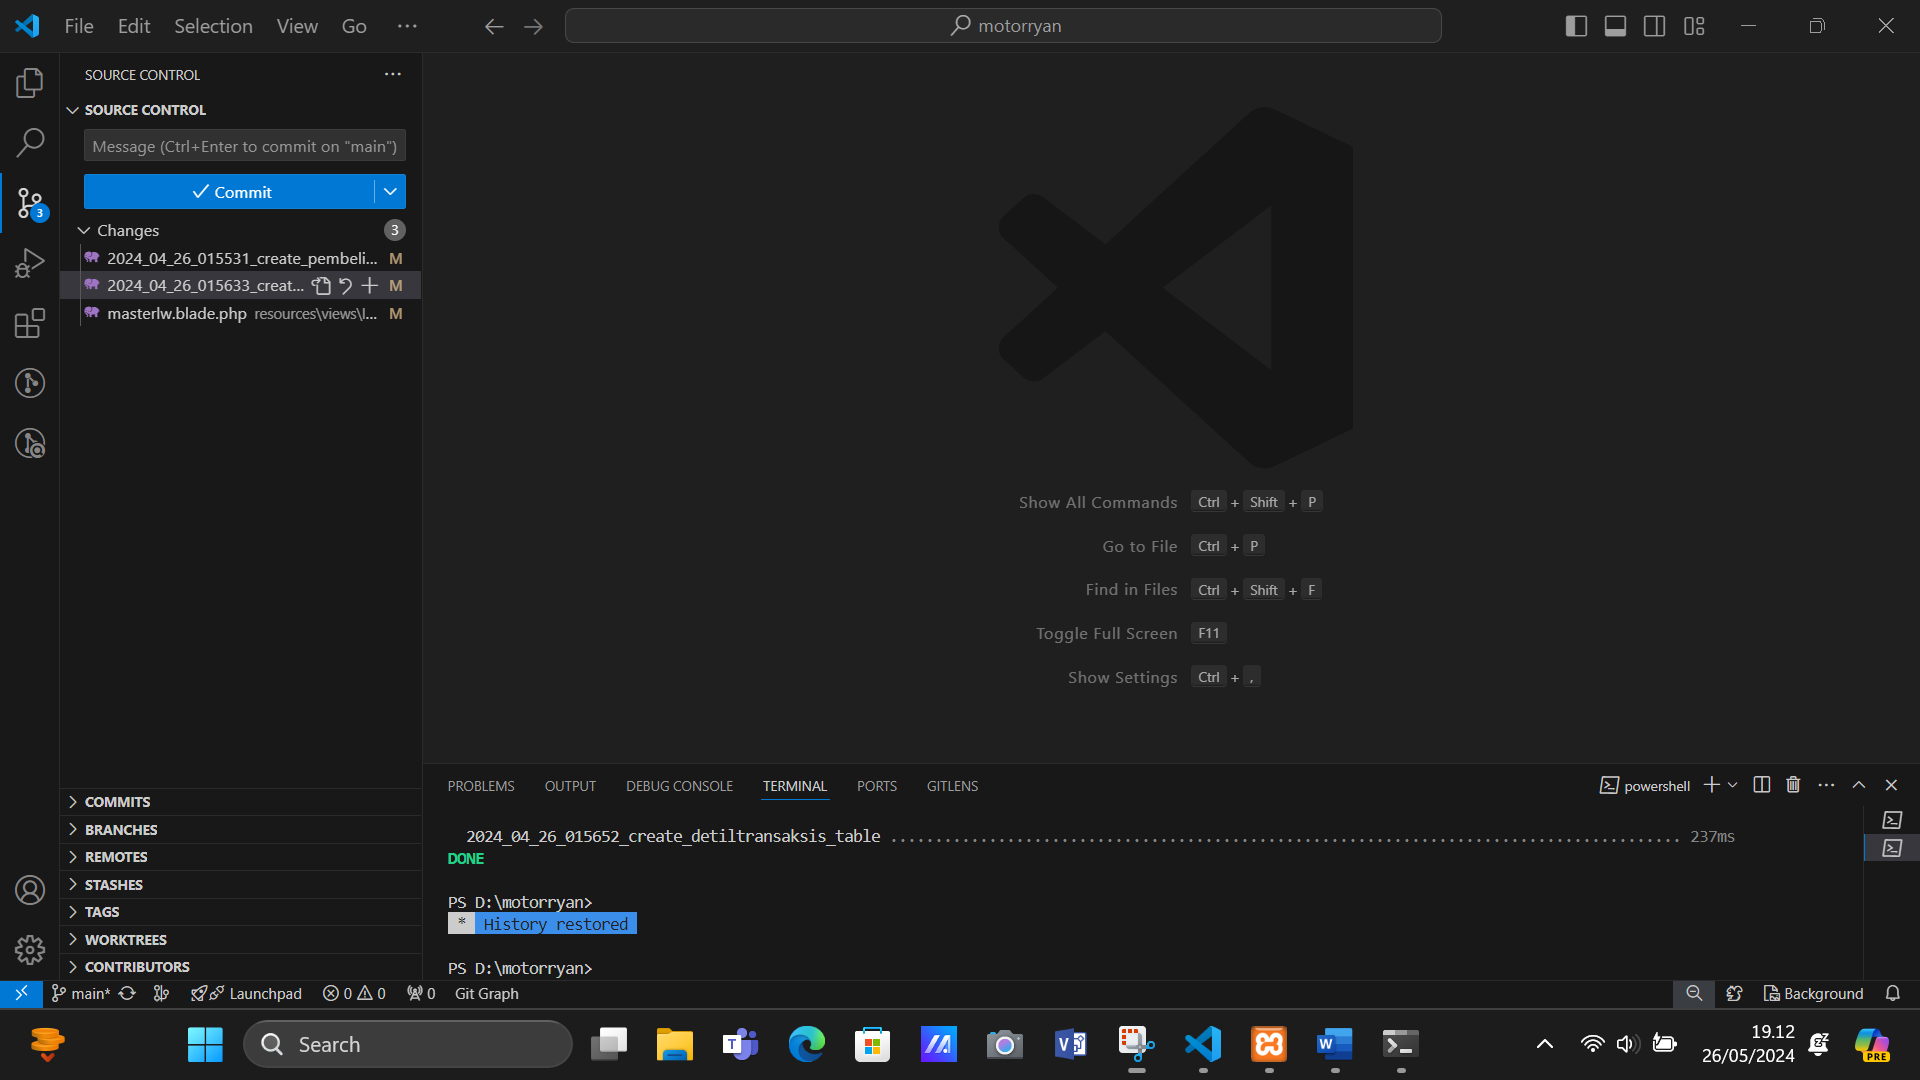 File Edit Selection View Go ···
motorryan
SOURCE CONTROL ···
SOURCE CONTROL
Message (Ctrl+Enter to commit on "main")
Commit
3
Changes 3
2024_04_26_015531_create_pembeli... M
2024_04_26_015633_creat... M
masterlw.blade.php resources\views\l... M
Show All Commands Ctrl + Shift + P
Go to File Ctrl + P
Find in Files Ctrl + Shift + F
Toggle Full Screen F11
Show Settings Ctrl + ,
COMMITS
BRANCHES
REMOTES
STASHES
TAGS
WORKTREES
CONTRIBUTORS
PROBLEMS OUTPUT DEBUG CONSOLE TERMINAL PORTS GITLENS
powershell
2024_04_26_015652_create_detiltransaksis_table ........................................................................................ 237ms
DONE
PS D:\motorryan>
* History restored
PS D:\motorryan>
main* Launchpad 0 0 0 Git Graph
Background
Search
19.12
26/05/2024
PRE